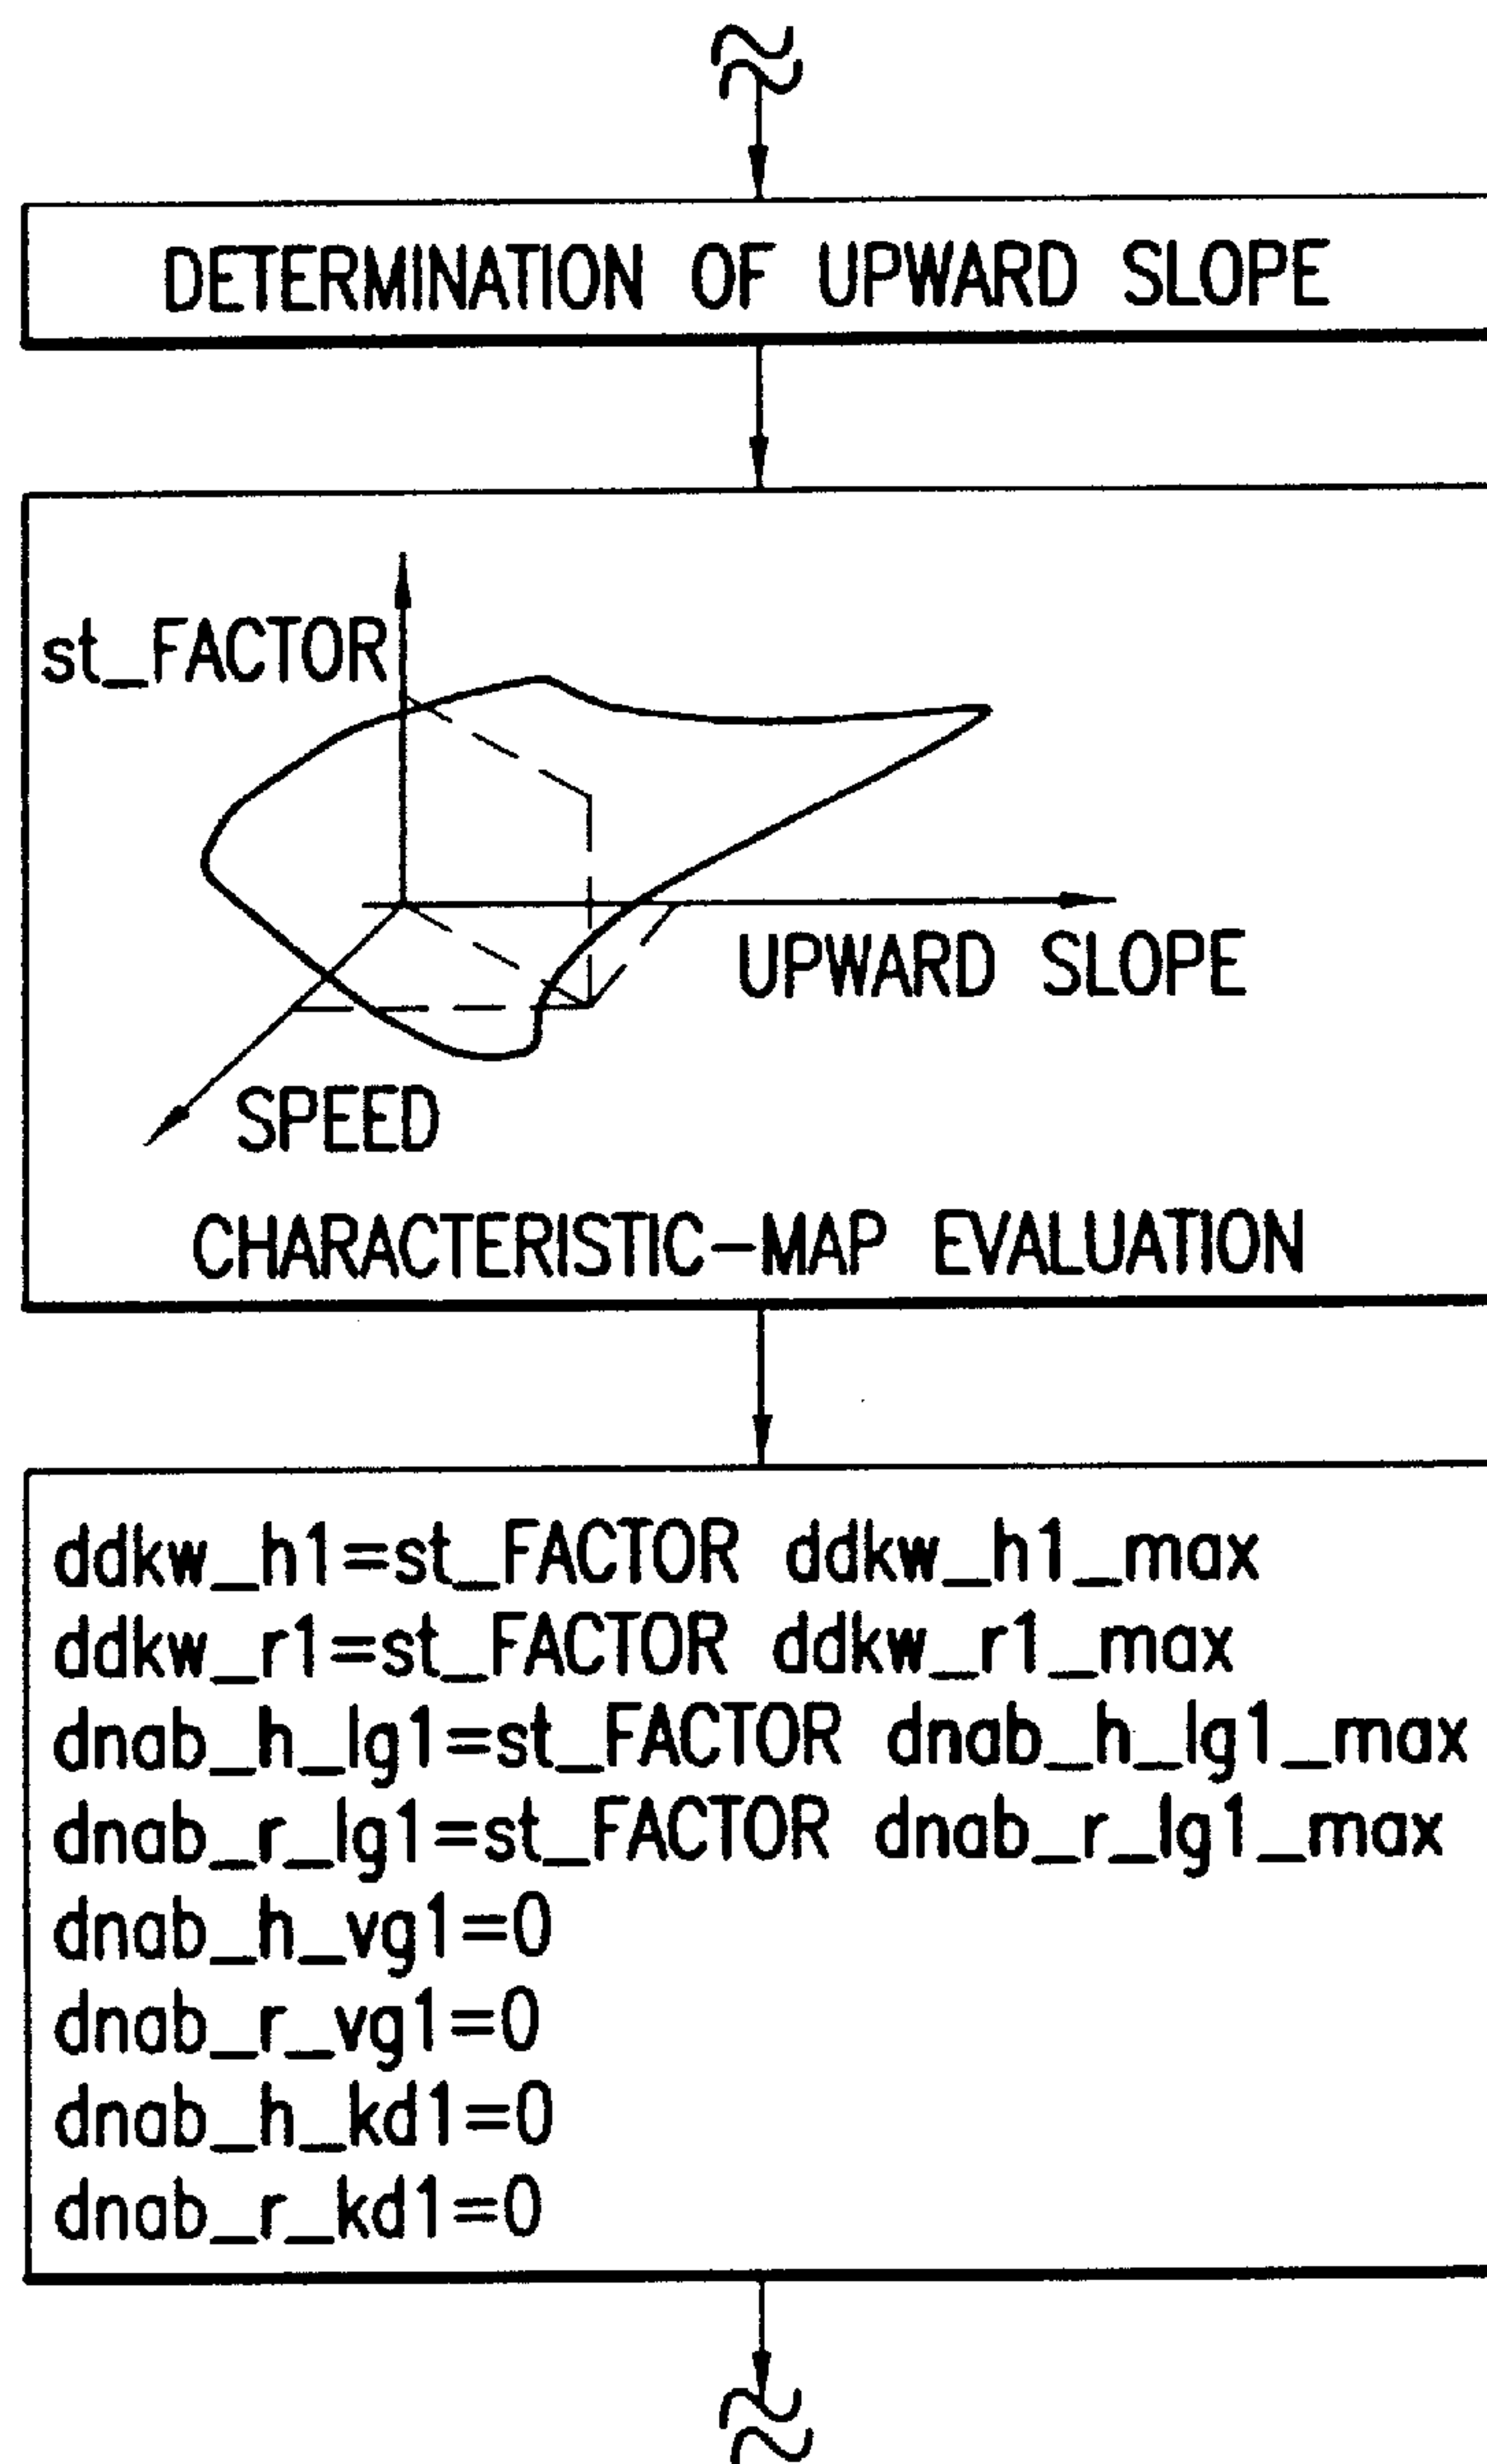 DETERMINATION OF UPWARD SLOPE
st_FACTOR
UPWARD SLOPE
SPEED
CHARACTERISTIC-MAP EVALUATION
ddkw_h1=st_FACTOR ddkw_h1_max
ddkw_r1=st_FACTOR ddkw_r1_max
dnab_h_lg1=st_FACTOR dnab_h_lg1_max
dnab_r_lg1=st_FACTOR dnab_r_lg1_max
dnab_h_vg1=0
dnab_r_vg1=0
dnab_h_kd1=0
dnab_r_kd1=0